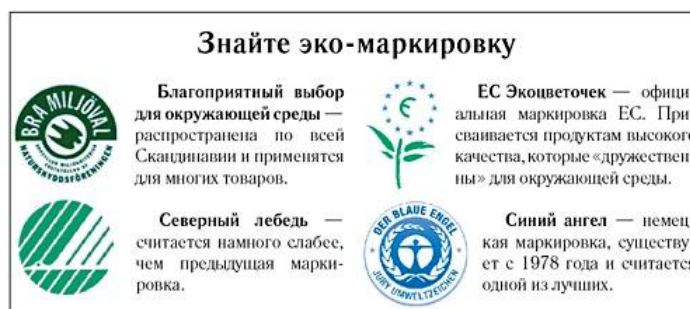 Знайте эко-маркировку
BRA MILJÖVAL
NATURSKYDDSFÖRENINGEN
Благоприятный выбор
для окружающей среды —
распространена по всей
Скандинавии и применятся
для многих товаров.
ЕС Экоцветочек — офици-
альная маркировка ЕС. При-
сваивается продуктам высокого
качества, которые «дружествен-
ны» для окружающей среды.
Северный лебедь —
считается намного слабее,
чем предыдущая марки-
ровка.
DER BLAUE ENGEL
JURY UMWELTZEICHEN
Синий ангел — немец-
кая маркировка, существу-
ет с 1978 года и считается
одной из лучших.